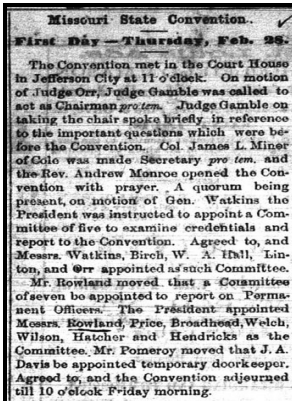 Missouri State Convention.
First Day—Thursday, Feb. 28.
The Convention met in the Court House
in Jefferson City at 11 o'clock. On motion
of Judge Orr, Judge Gamble was called to
act as Chairman pro tem. Judge Gamble on
taking the chair spoke briefly in reference
to the important questions which were be-
fore the Convention. Col. James L. Miner
of Cole was made Secretary pro tem. and
the Rev. Andrew Monroe opened the Con-
vention with prayer. A quorum being
present, on motion of Gen. Watkins the
President was instructed to appoint a Com-
mittee of five to examine credentials and
report to the Convention. Agreed to, and
Messrs. Watkins, Birch, W. A. Hall, Lin-
ton, and Orr appointed as such Committee.
Mr. Rowland moved that a Committee
of seven be appointed to report on Perma-
nent Officers. The President appointed
Messrs. Rowland, Price, Broadhead, Welch,
Wilson, Hatcher and Hendricks as the
Committee. Mr. Pomeroy moved that J. A.
Davis be appointed temporary doorkeeper.
Agreed to, and the Convention adjourned
till 10 o'clock Friday morning.